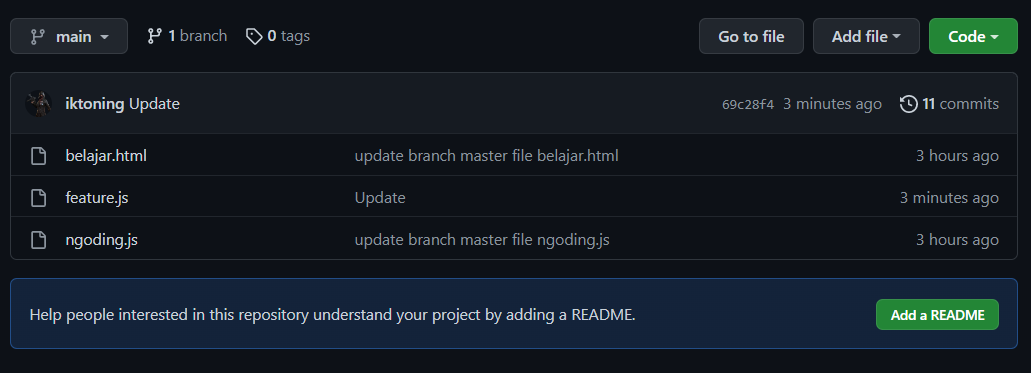 main 1 branch 0 tags Go to file Add file Code
iktoning Update 69c28f4 3 minutes ago 11 commits
belajar.html update branch master file belajar.html 3 hours ago
feature.js Update 3 minutes ago
ngoding.js update branch master file ngoding.js 3 hours ago
Help people interested in this repository understand your project by adding a README. Add a README